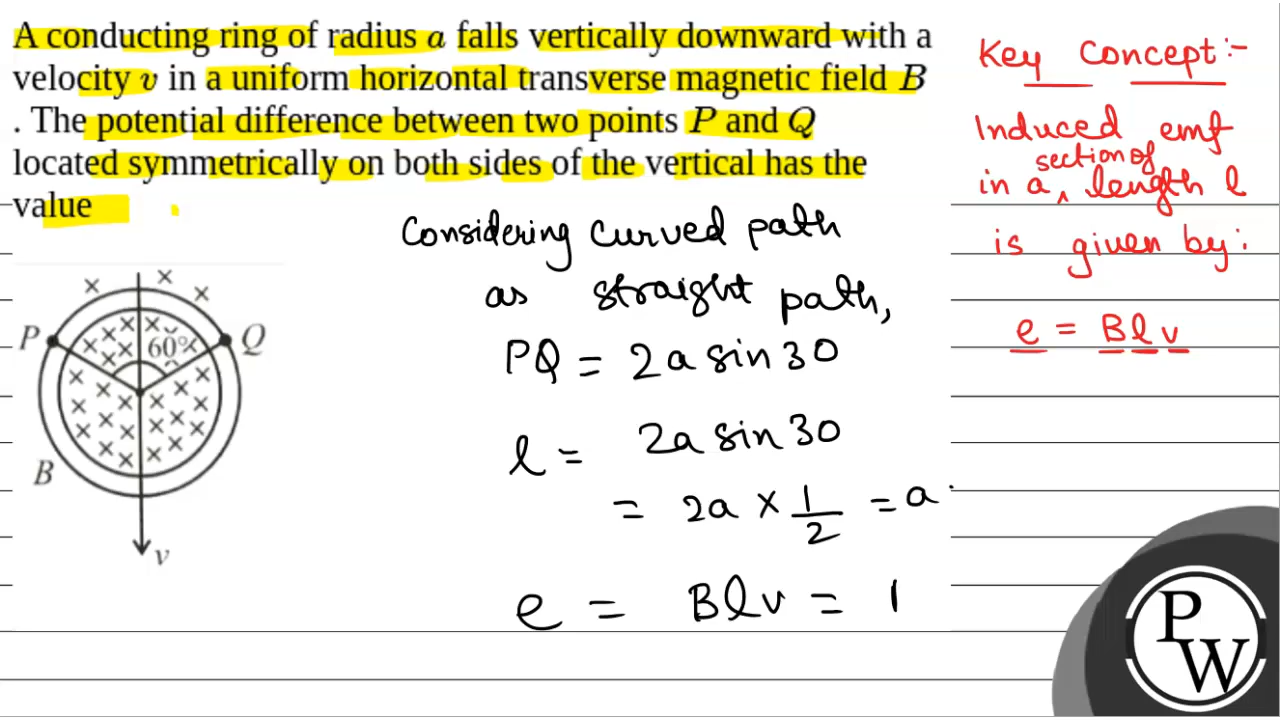 A conducting ring of radius a falls vertically downward with a
velocity v in a uniform horizontal transverse magnetic field B
. The potential difference between two points P and Q
located symmetrically on both sides of the vertical has the
value
P
Q
60%
B
v
Considering curved path
as straight path,
PQ = 2a sin 30
l = 2a sin 30
= 2a × 1/2 = a
e = Blv =
Key Concept :-
Induced emf
in a section of length l
is given by:
e = Blv
P
W